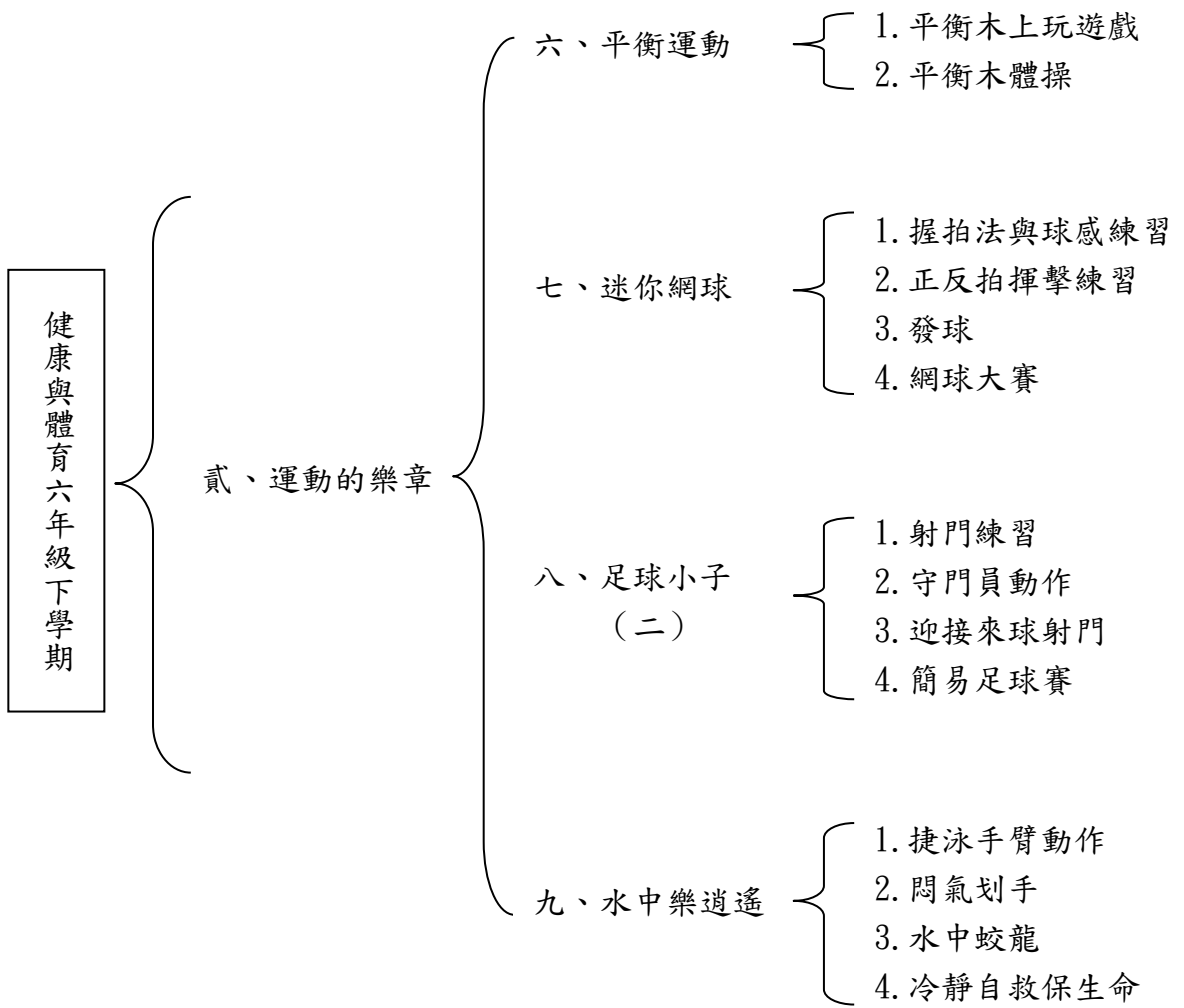 健康與體育六年級下學期
貳、運動的樂章
六、平衡運動
1.平衡木上玩遊戲
2.平衡木體操
七、迷你網球
1.握拍法與球感練習
2.正反拍揮擊練習
3.發球
4.網球大賽
八、足球小子
（二）
1.射門練習
2.守門員動作
3.迎接來球射門
4.簡易足球賽
九、水中樂逍遙
1.捷泳手臂動作
2.悶氣划手
3.水中蛟龍
4.冷靜自救保生命